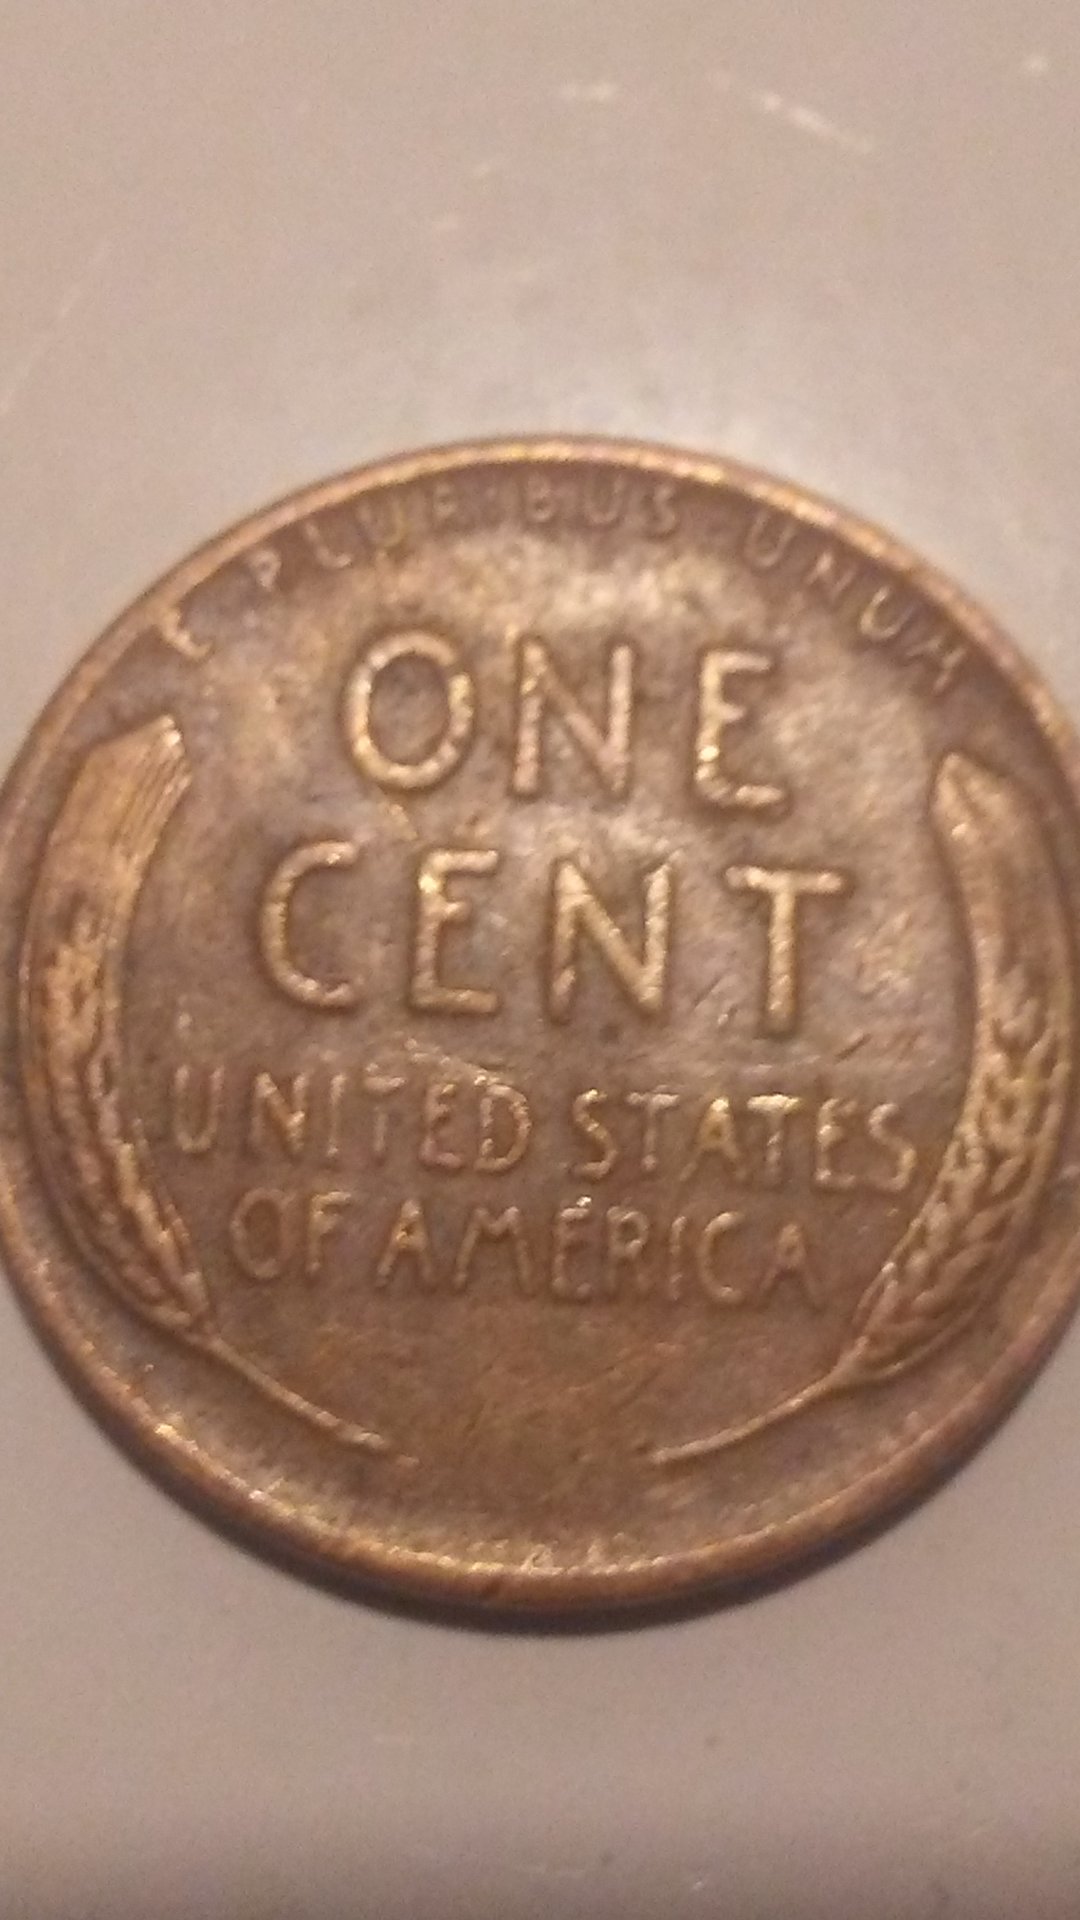 E PLURIBUS UNUM
ONE
CENT
UNITED STATES
OF AMERICA